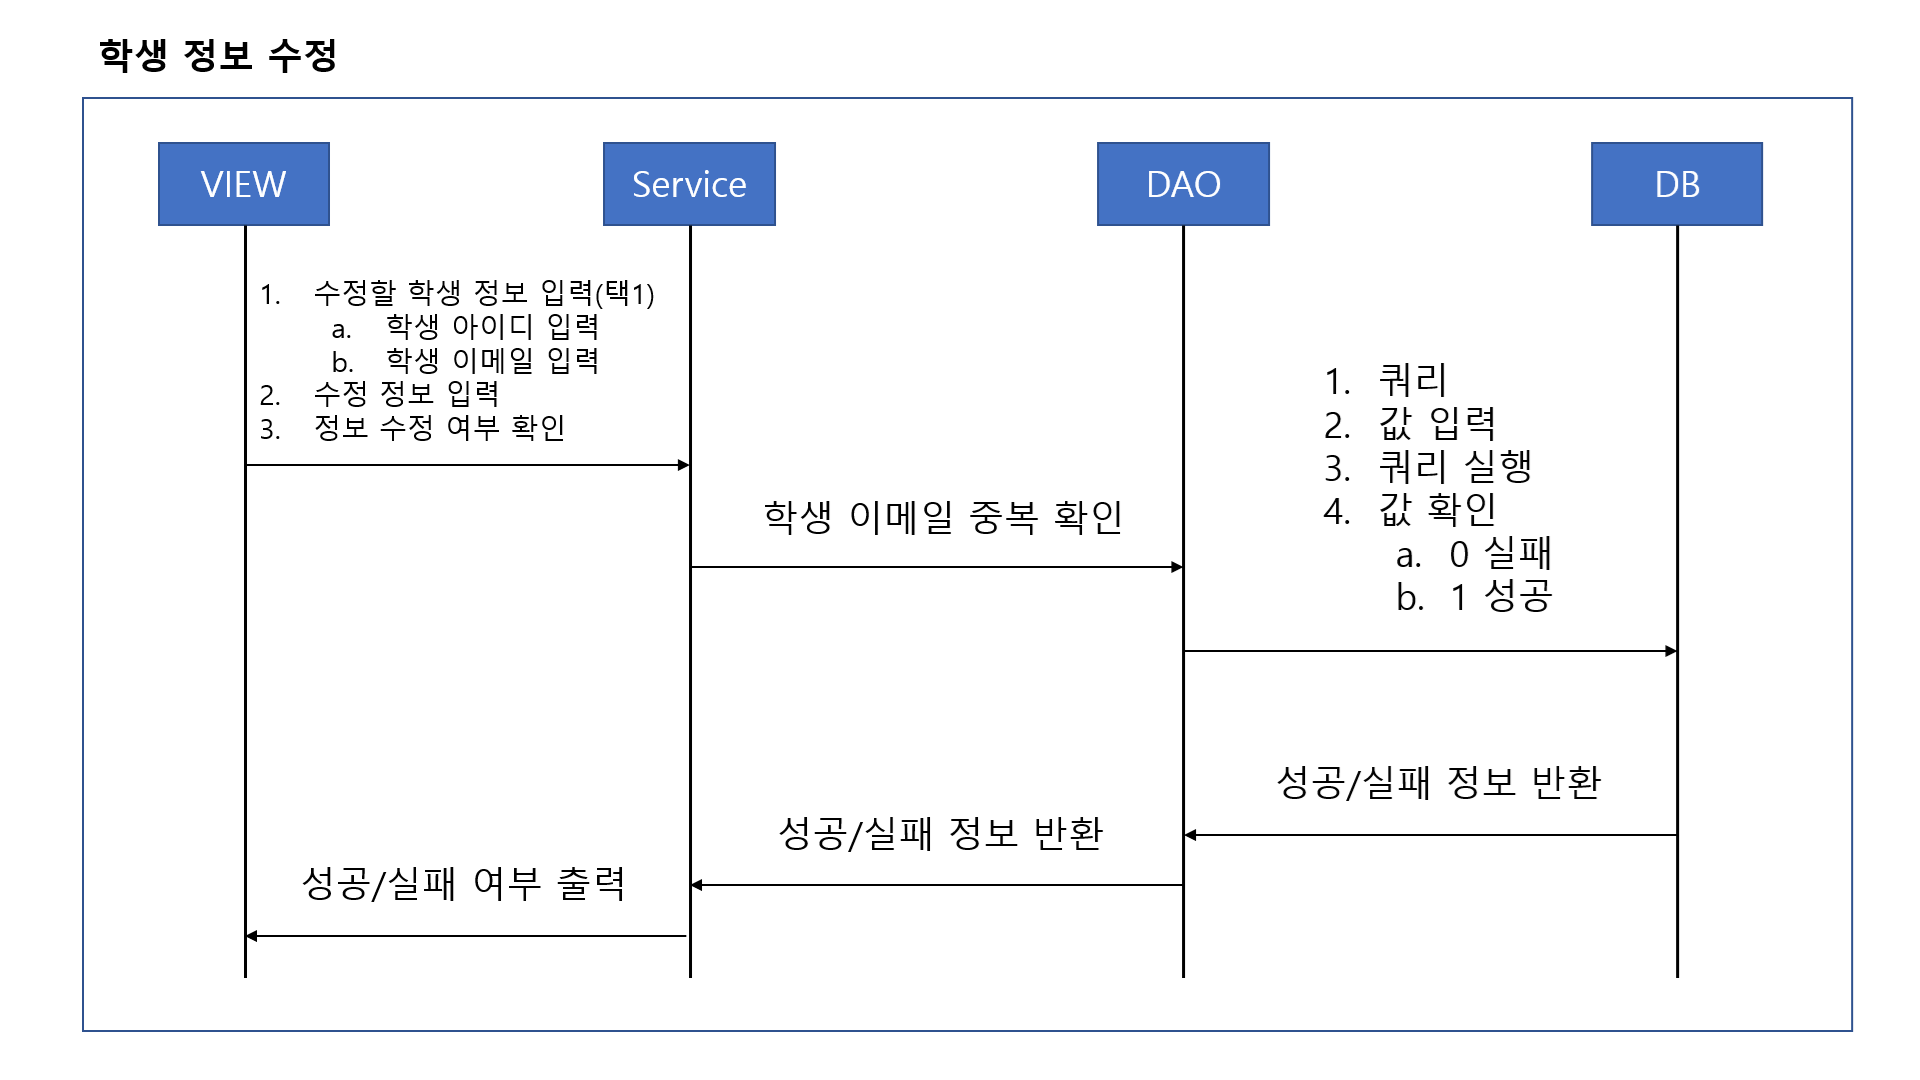 학생 정보 수정
VIEW
Service
DAO
DB
1. 수정할 학생 정보 입력(택1)
a. 학생 아이디 입력
b. 학생 이메일 입력
2. 수정 정보 입력
3. 정보 수정 여부 확인
학생 이메일 중복 확인
1. 쿼리
2. 값 입력
3. 쿼리 실행
4. 값 확인
a. 0 실패
b. 1 성공
성공/실패 정보 반환
성공/실패 정보 반환
성공/실패 여부 출력